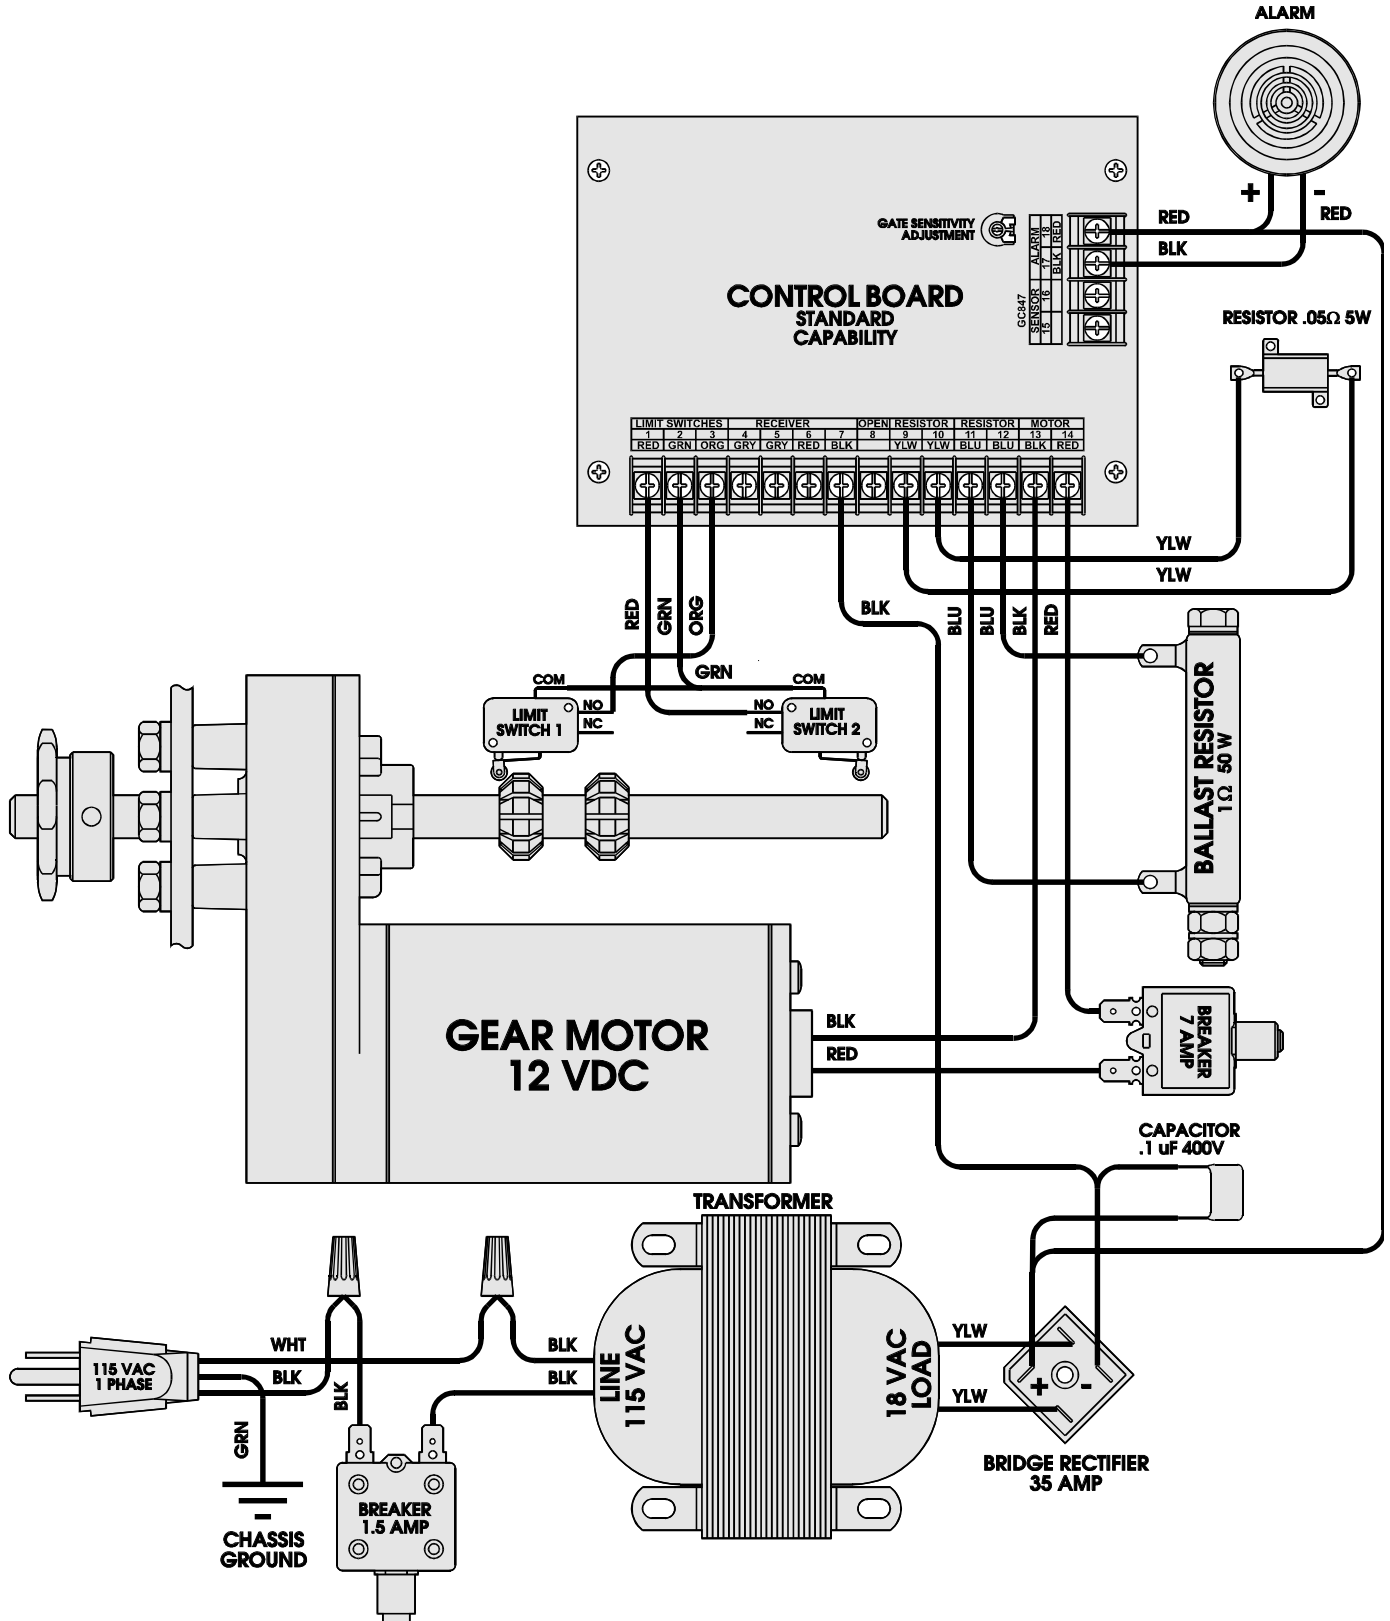 ALARM
+ -
RED
RED
BLK
GATE SENSITIVITY
ADJUSTMENT
GC847
SENSOR ALARM
15 16 17 18
BLK RED
CONTROL BOARD
STANDARD
CAPABILITY
RESISTOR .05Ω 5W
LIMIT SWITCHES RECEIVER OPEN RESISTOR RESISTOR MOTOR
1 2 3 4 5 6 7 8 9 10 11 12 13 14
RED GRN ORG GRY GRY RED BLK YLW YLW BLU BLU BLK RED
YLW
YLW
RED
GRN
ORG
BLK
BLU
BLU
BLK
RED
GRN
COM
COM
NO
NC
NO
NC
LIMIT
SWITCH 1
LIMIT
SWITCH 2
BALLAST RESISTOR
1 Ω 50 W
GEAR MOTOR
12 VDC
BLK
RED
BREAKER
7 AMP
CAPACITOR
.1 uF 400V
TRANSFORMER
115 VAC
1 PHASE
WHT
BLK
BLK
GRN
BLK
BLK
LINE
115 VAC
18 VAC
LOAD
YLW
YLW
+ -
BRIDGE RECTIFIER
35 AMP
CHASSIS
GROUND
BREAKER
1.5 AMP